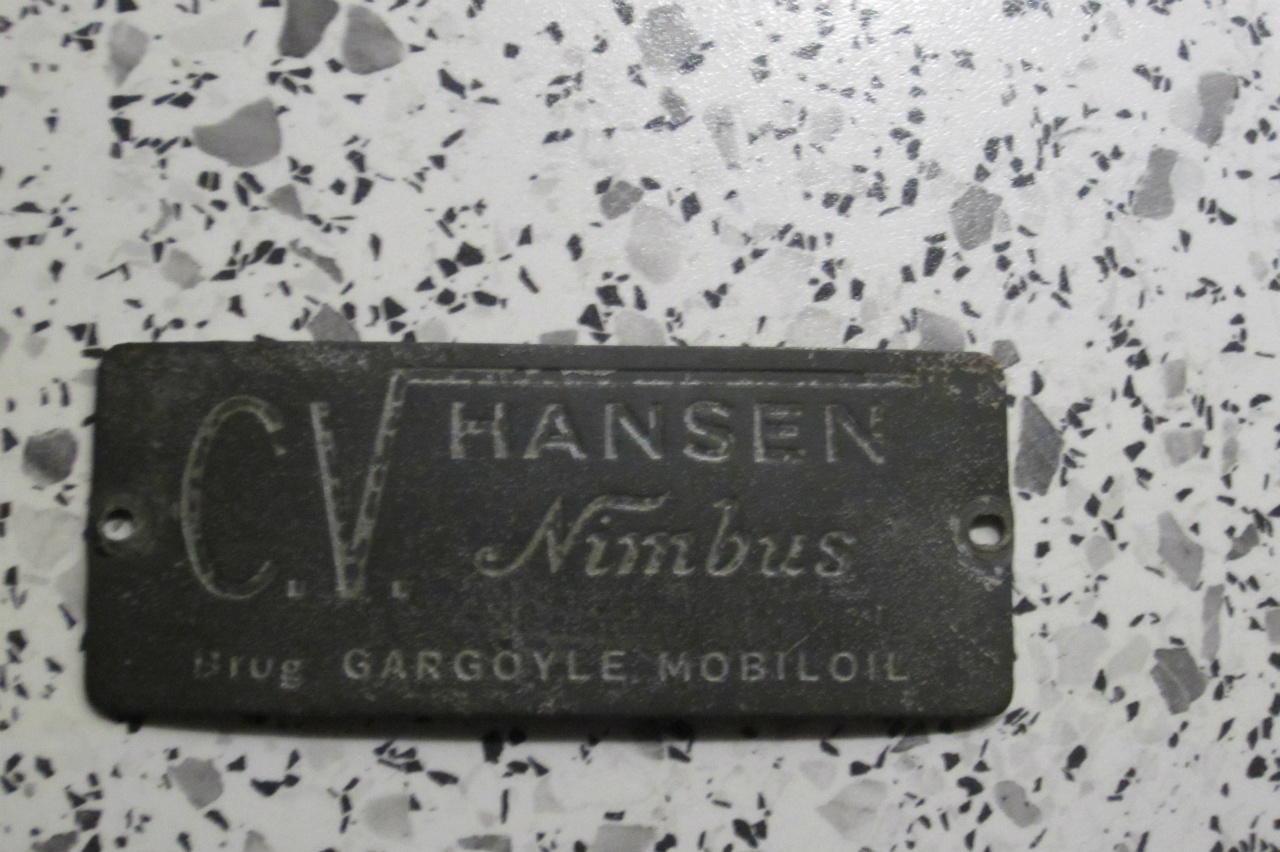 C.V. HANSEN
Nimbus
Brug GARGOYLE MOBILOIL